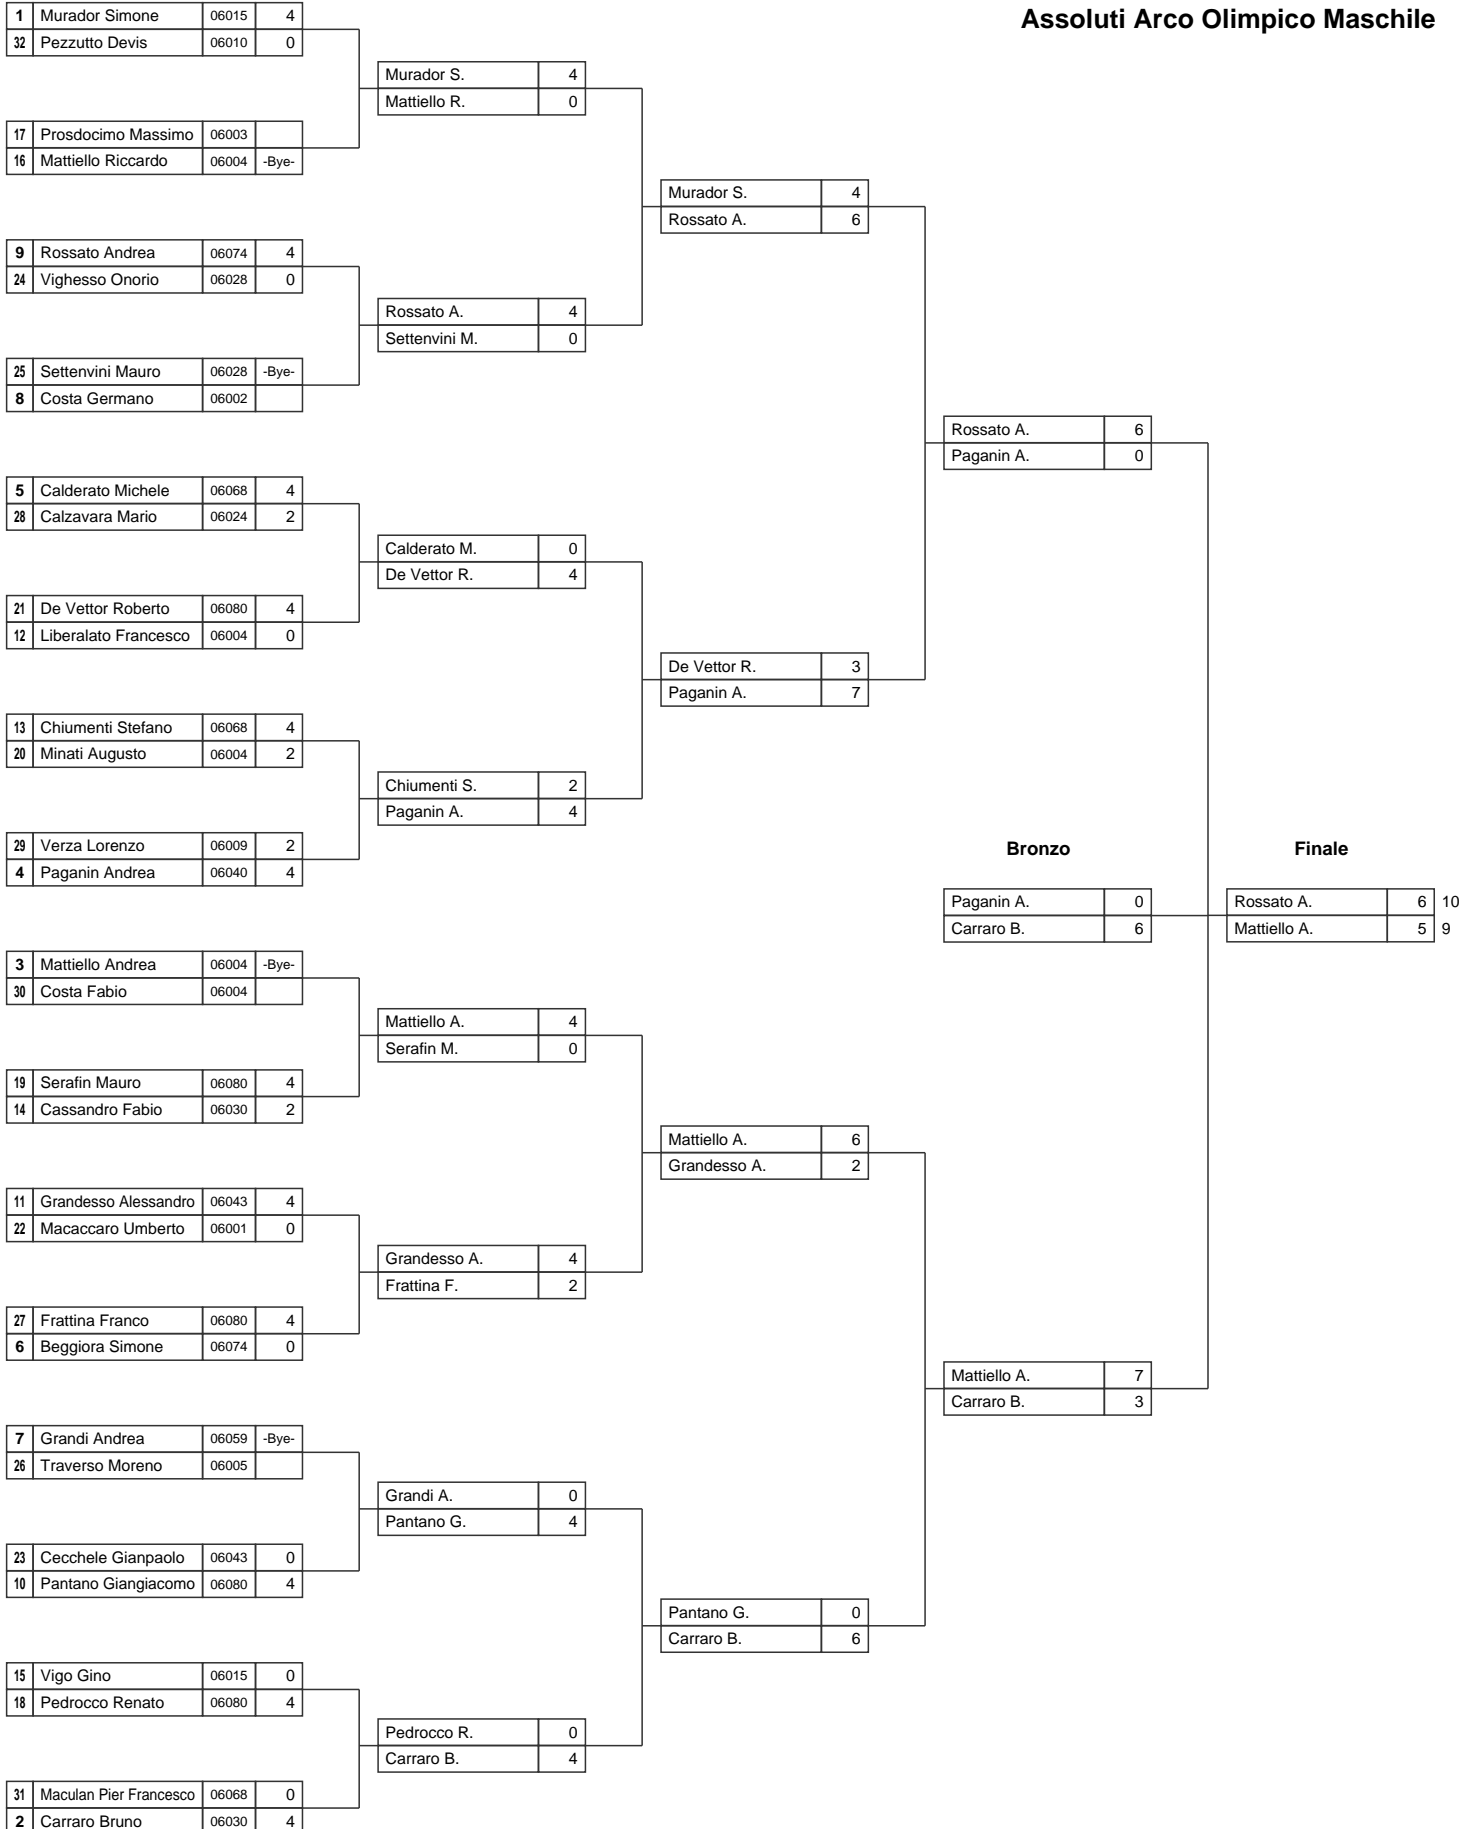 Assoluti Arco Olimpico Maschile
1 Murador Simone 06015 4
32 Pezzutto Devis 06010 0
Murador S. 4
Mattiello R. 0
17 Prosdocimo Massimo 06003
16 Mattiello Riccardo 06004 -Bye-
Murador S. 4
Rossato A. 6
9 Rossato Andrea 06074 4
24 Vighesso Onorio 06028 0
Rossato A. 4
Settenvini M. 0
25 Settenvini Mauro 06028 -Bye-
8 Costa Germano 06002
Rossato A. 6
Paganin A. 0
5 Calderato Michele 06068 4
28 Calzavara Mario 06024 2
Calderato M. 0
De Vettor R. 4
21 De Vettor Roberto 06080 4
12 Liberalato Francesco 06004 0
De Vettor R. 3
Paganin A. 7
13 Chiumenti Stefano 06068 4
20 Minati Augusto 06004 2
Chiumenti S. 2
Paganin A. 4
29 Verza Lorenzo 06009 2
4 Paganin Andrea 06040 4
Bronzo Finale
Paganin A. 0 Rossato A. 6 10
Carraro B. 6 Mattiello A. 5 9
3 Mattiello Andrea 06004 -Bye-
30 Costa Fabio 06004
Mattiello A. 4
Serafin M. 0
19 Serafin Mauro 06080 4
14 Cassandro Fabio 06030 2
Mattiello A. 6
Grandesso A. 2
11 Grandesso Alessandro 06043 4
22 Macaccaro Umberto 06001 0
Grandesso A. 4
Frattina F. 2
27 Frattina Franco 06080 4
6 Beggiora Simone 06074 0
Mattiello A. 7
Carraro B. 3
7 Grandi Andrea 06059 -Bye-
26 Traverso Moreno 06005
Grandi A. 0
Pantano G. 4
23 Cecchele Gianpaolo 06043 0
10 Pantano Giangiacomo 06080 4
Pantano G. 0
Carraro B. 6
15 Vigo Gino 06015 0
18 Pedrocco Renato 06080 4
Pedrocco R. 0
Carraro B. 4
31 Maculan Pier Francesco 06068 0
2 Carraro Bruno 06030 4